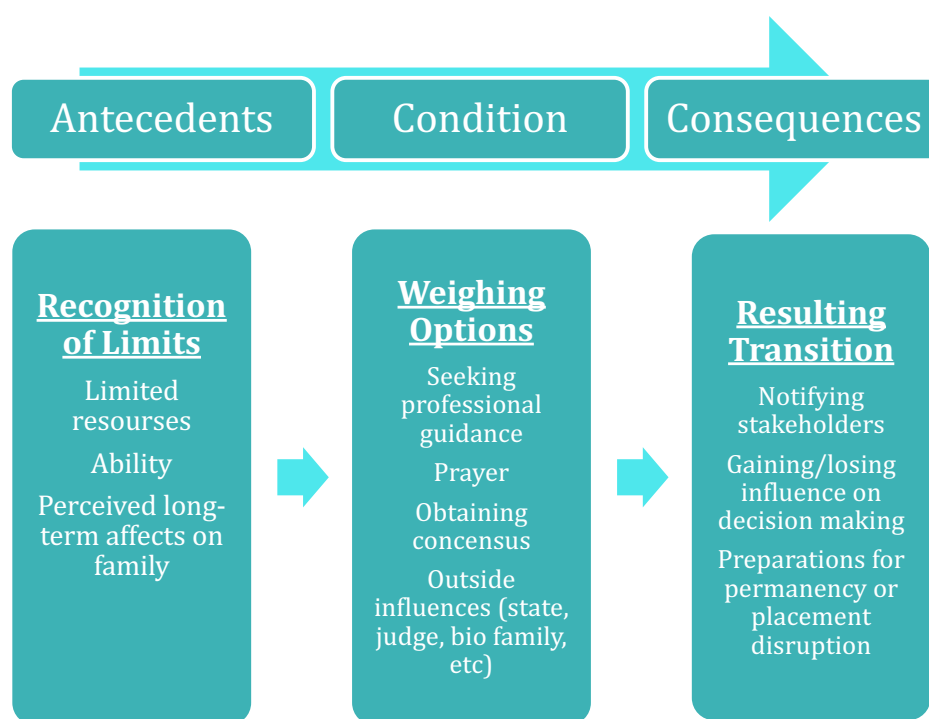 Antecedents
Condition
Consequences
Recognition
of Limits
Limited
resourses
Ability
Perceived long-
term affects on
family
Weighing
Options
Seeking
professional
guidance
Prayer
Obtaining
concensus
Outside
influences (state,
judge, bio family,
etc)
Resulting
Transition
Notifying
stakeholders
Gaining/losing
influence on
decision making
Preparations for
permanency or
placement
disruption